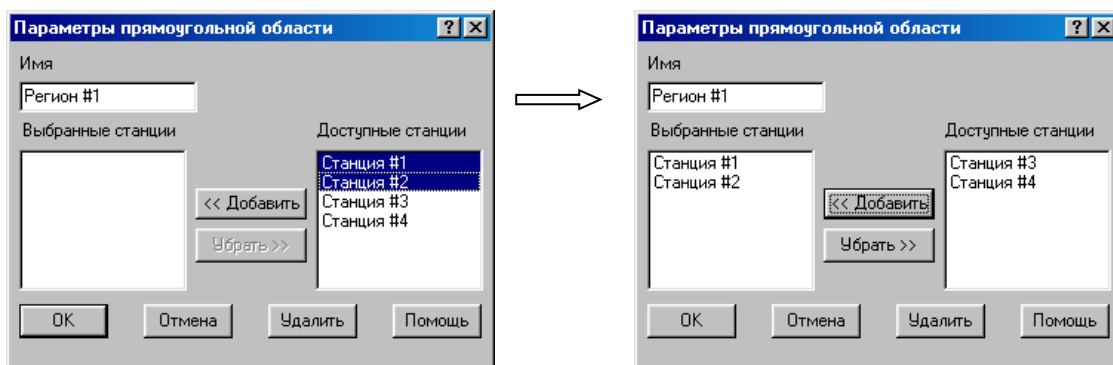 Параметры прямоугольной области
Имя
Регион #1
Выбранные станции
Доступные станции
Станция #1
Станция #2
Станция #3
Станция #4
<< Добавить
Убрать >>
OK
Отмена
Удалить
Помощь
Параметры прямоугольной области
Имя
Регион #1
Выбранные станции
Доступные станции
Станция #1
Станция #2
Станция #3
Станция #4
<< Добавить
Убрать >>
OK
Отмена
Удалить
Помощь